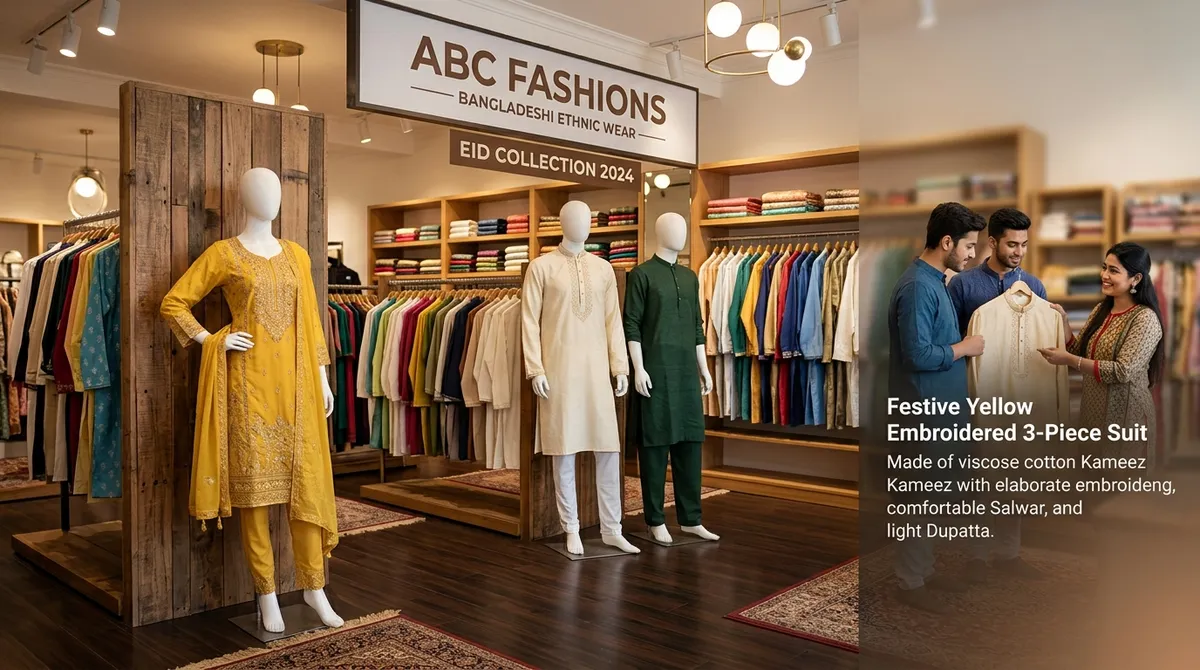 ABC FASHIONS
BANGLADESHI ETHNIC WEAR
EID COLLECTION 2024
Festive Yellow
Embroidered 3-Piece Suit
Made of viscose cotton Kameez
Kameez with elaborate embroideng,
comfortable Salwar, and
light Dupatta.